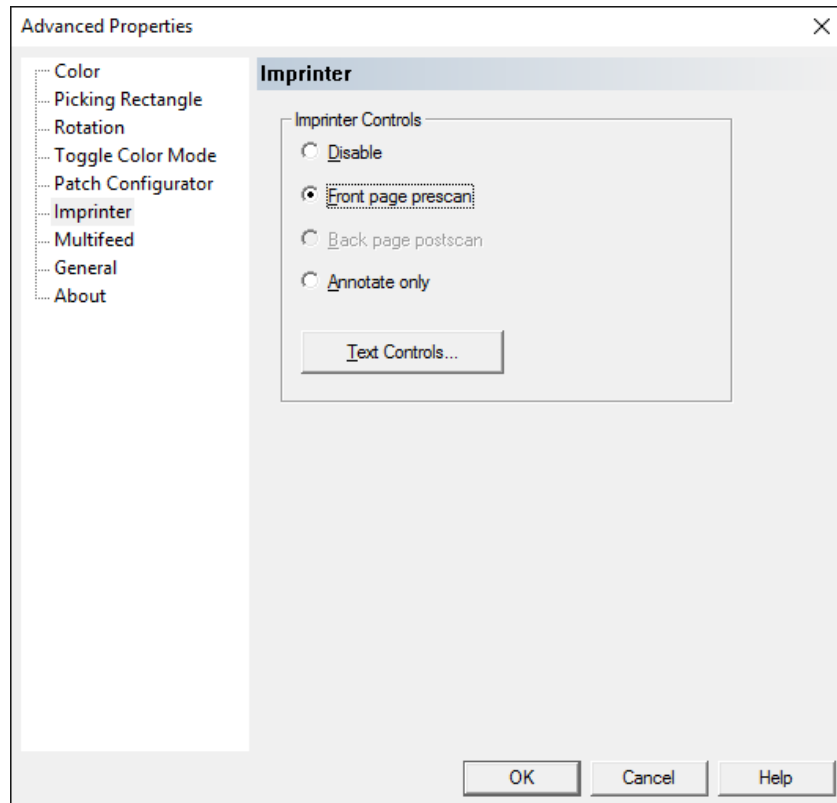 Advanced Properties
Color
Picking Rectangle
Rotation
Toggle Color Mode
Patch Configurator
Imprinter
Multifeed
General
About
Imprinter
Imprinter Controls
Disable
Front page prescan
Back page postscan
Annotate only
Text Controls...
OK
Cancel
Help